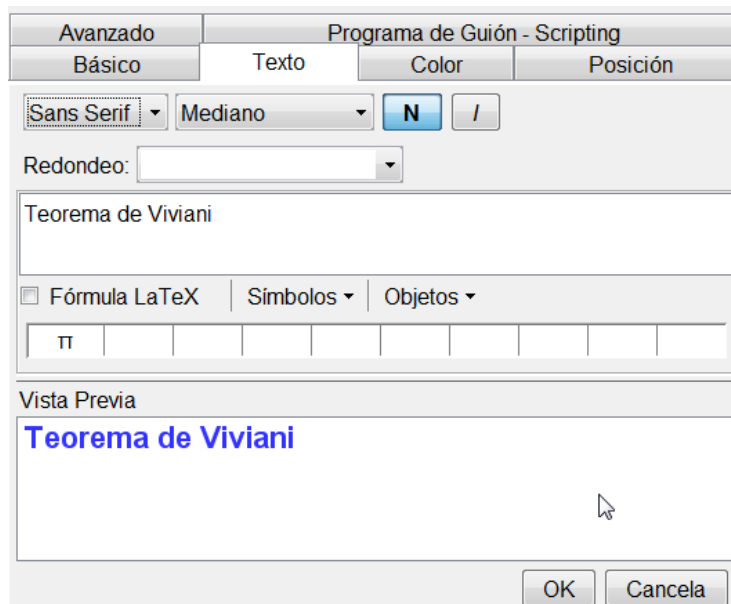 Avanzado Programa de Guión - Scripting
Básico Texto Color Posición
Sans Serif Mediano N I
Redondeo:
Teorema de Viviani
Fórmula LaTeX Símbolos Objetos
π
Vista Previa
Teorema de Viviani
OK Cancela